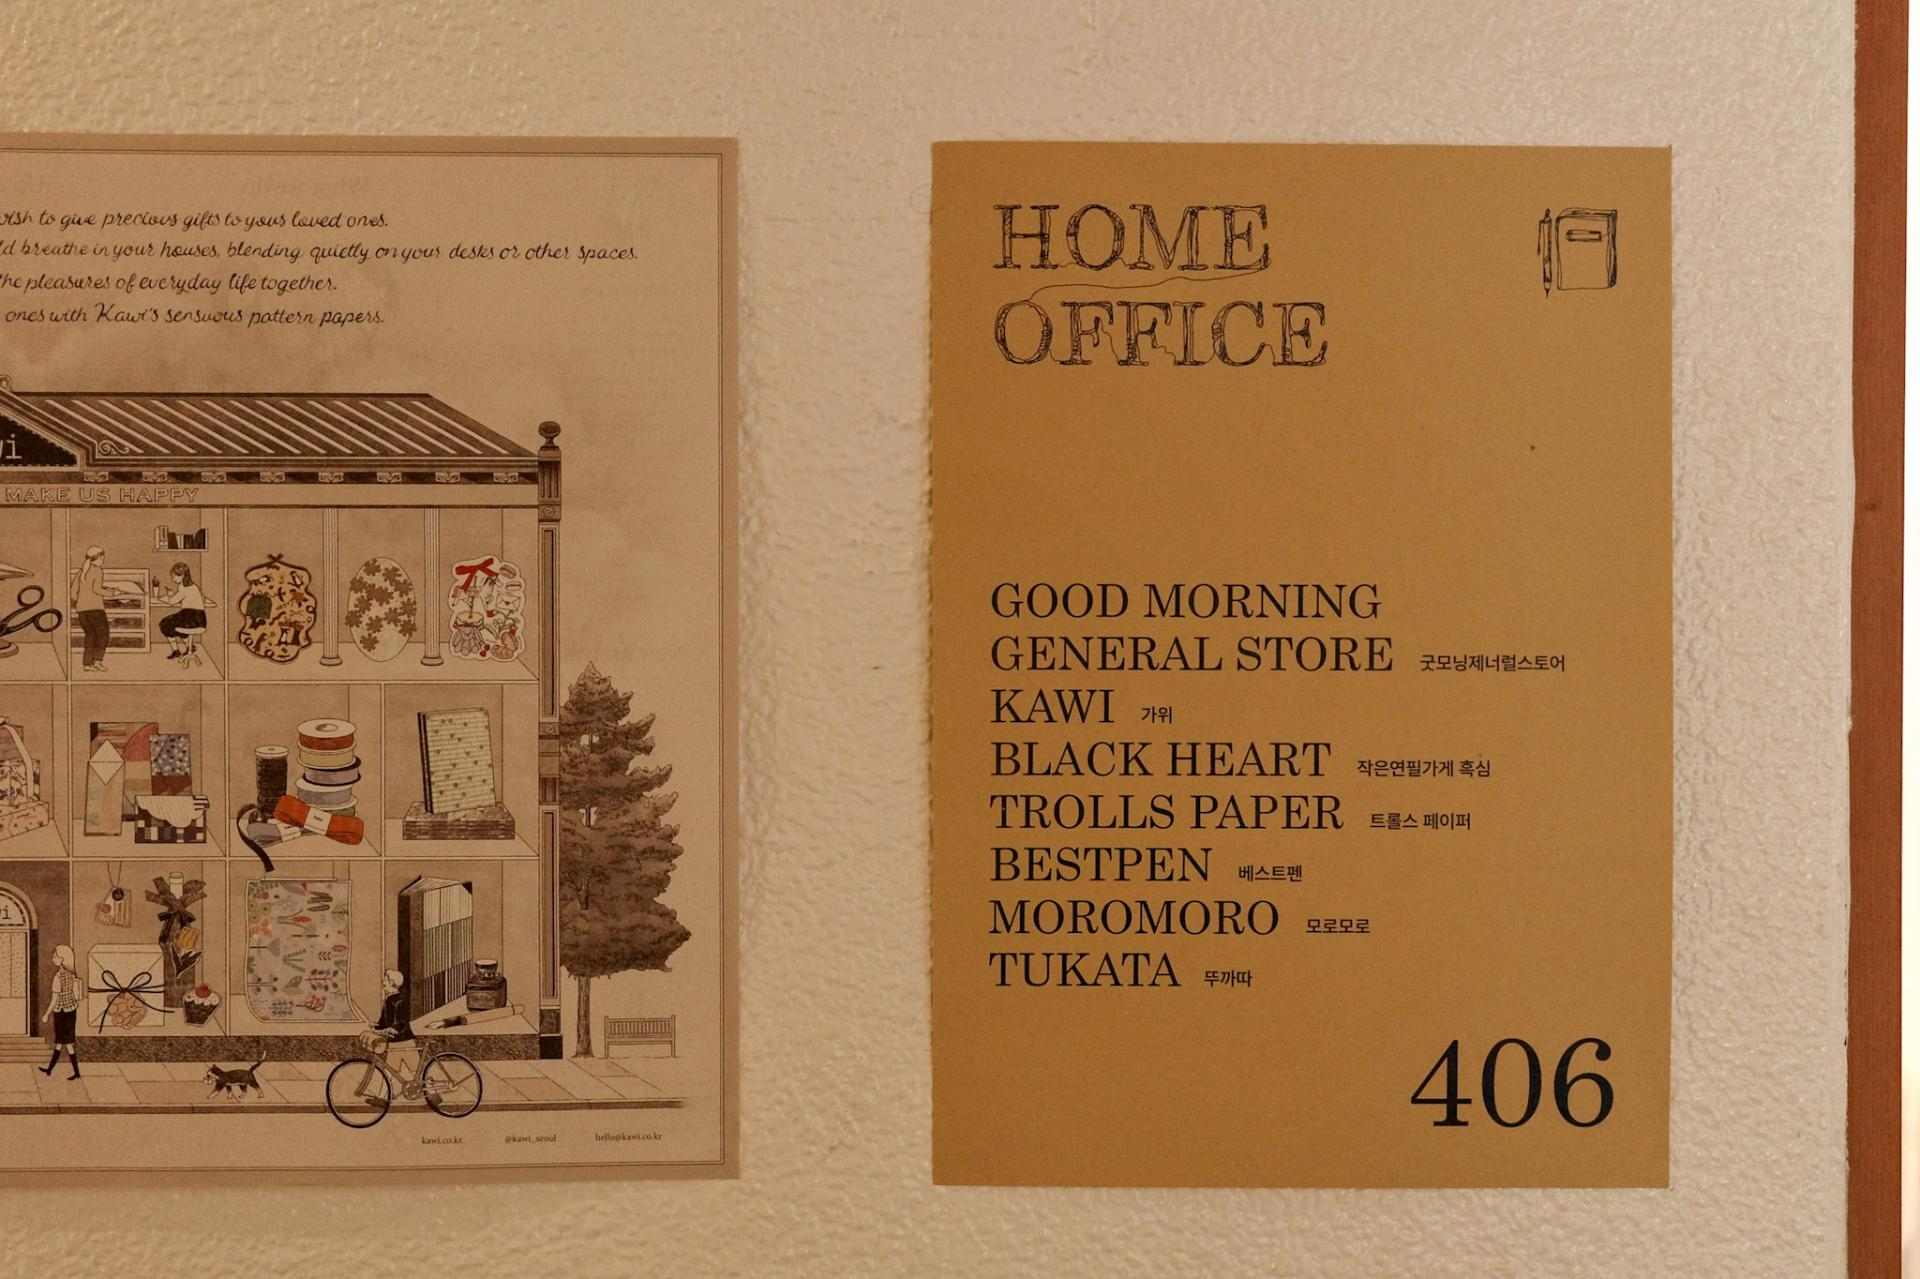 wish to give precious gifts to your loved ones.
breathe in your houses, blending quietly on your desks or other spaces.
the pleasures of everyday life together.
ones with Kawi's sensuous pattern papers.
MAKE US HAPPY
kawi.co.kr @kawi_seoul hello@kawi.co.kr
HOME
OFFICE
GOOD MORNING
GENERAL STORE 굿모닝제너럴스토어
KAWI 가위
BLACK HEART 작은연필가게 흑심
TROLLS PAPER 트롤스 페이퍼
BESTPEN 베스트펜
MOROMORO 모로모로
TUKATA 뚜까따
406